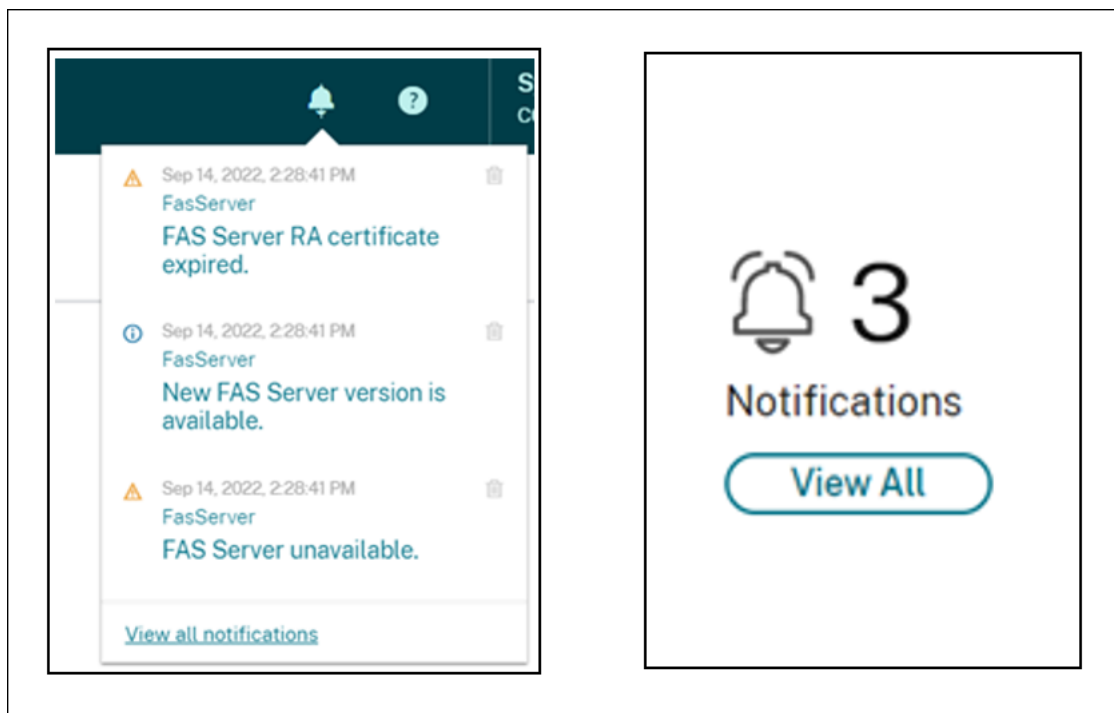 Sep 14, 2022, 2:28:41 PM
FasServer
FAS Server RA certificate
expired.
Sep 14, 2022, 2:28:41 PM
FasServer
New FAS Server version is
available.
Sep 14, 2022, 2:28:41 PM
FasServer
FAS Server unavailable.
View all notifications
3
Notifications
View All